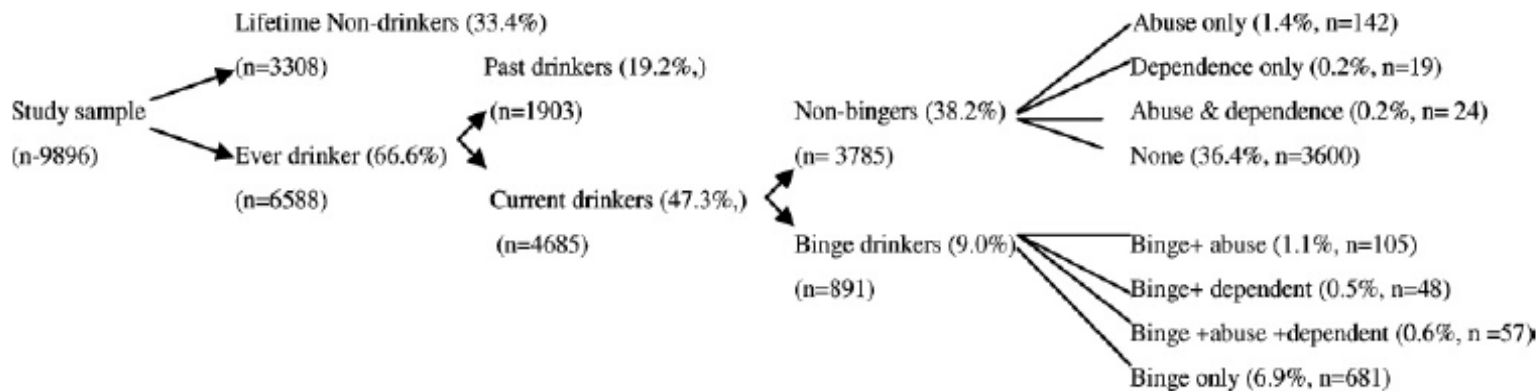 Study sample
(n-9896)
Lifetime Non-drinkers (33.4%)
(n=3308)
Ever drinker (66.6%)
(n=6588)
Past drinkers (19.2%,)
(n=1903)
Current drinkers (47.3%,)
(n=4685)
Non-bingers (38.2%)
(n= 3785)
Binge drinkers (9.0%)
(n=891)
Abuse only (1.4%, n=142)
Dependence only (0.2%, n=19)
Abuse & dependence (0.2%, n= 24)
None (36.4%, n=3600)
Binge+ abuse (1.1%, n=105)
Binge+ dependent (0.5%, n=48)
Binge +abuse +dependent (0.6%, n =57)
Binge only (6.9%, n=681)